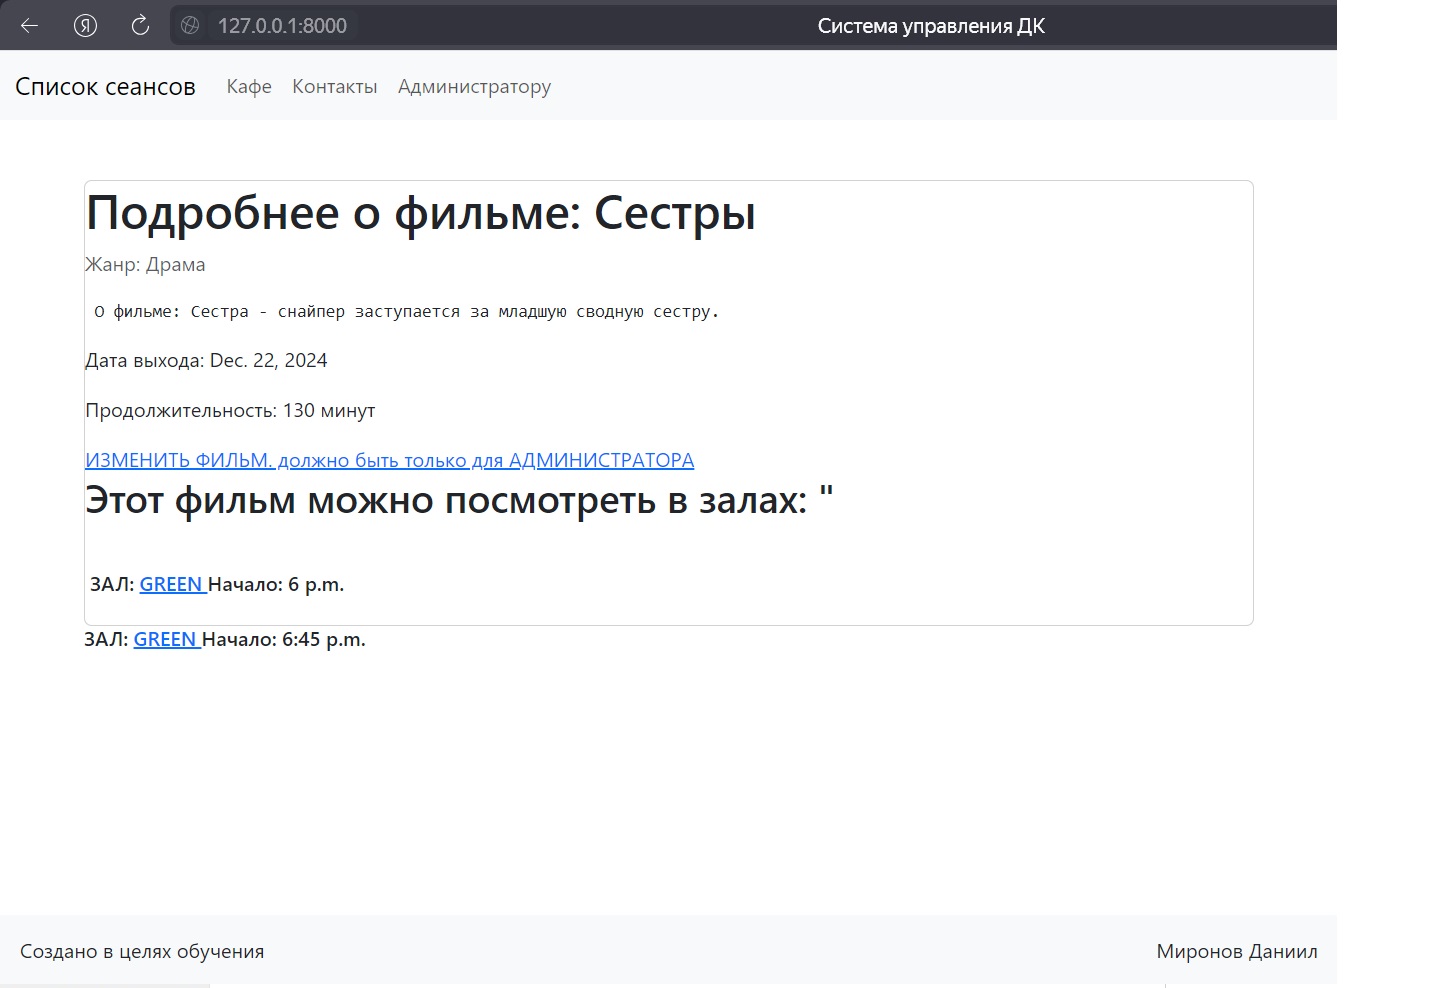 Я 127.0.0.1:8000 Система управления ДК
Список сеансов Кафе Контакты Администратору
Подробнее о фильме: Сестры
Жанр: Драма
О фильме: Сестра - снайпер заступается за младшую сводную сестру.
Дата выхода: Dec. 22, 2024
Продолжительность: 130 минут
ИЗМЕНИТЬ ФИЛЬМ. должно быть только для АДМИНИСТРАТОРА
Этот фильм можно посмотреть в залах: "
ЗАЛ: GREEN Начало: 6 p.m.
ЗАЛ: GREEN Начало: 6:45 p.m.
Создано в целях обучения Миронов Даниил